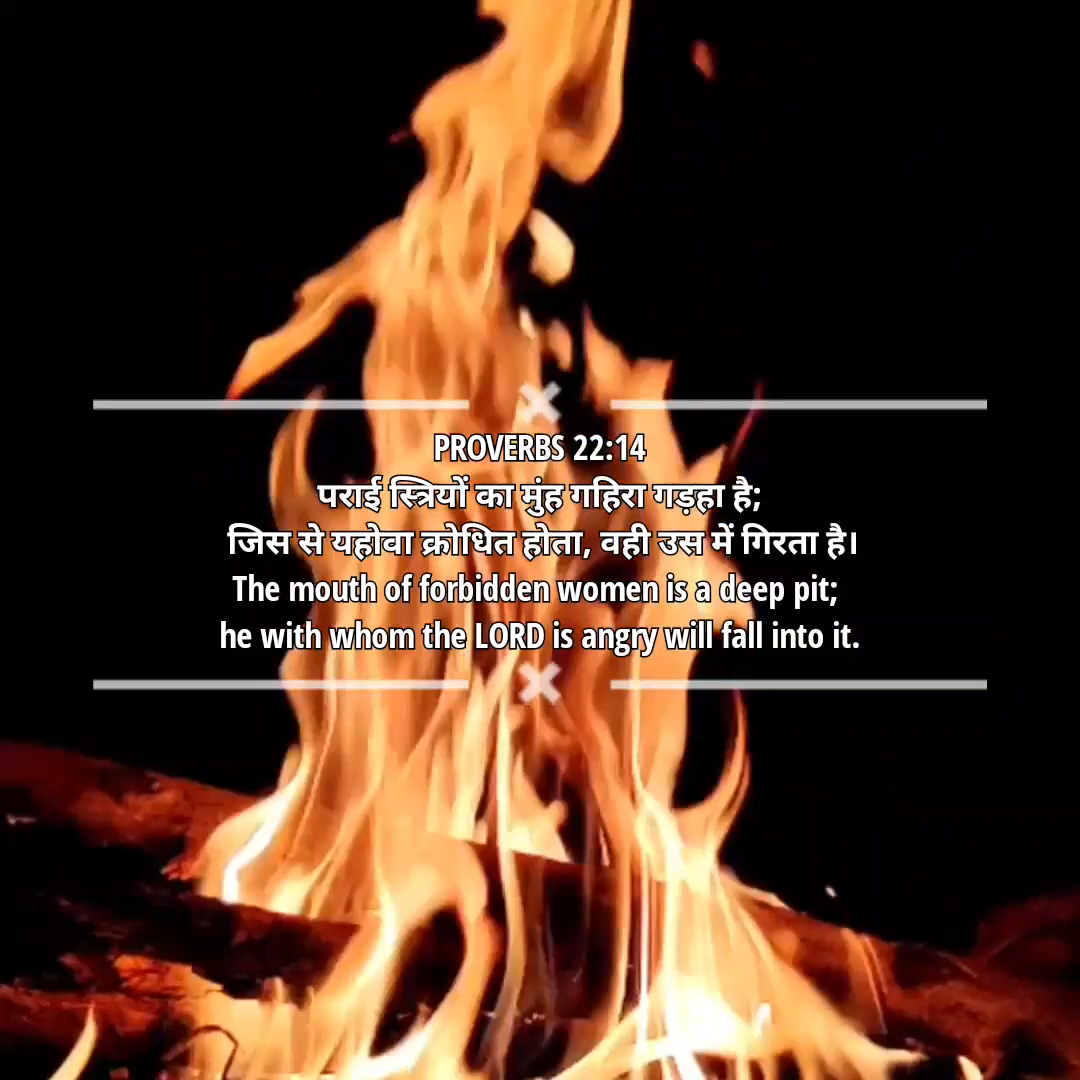 PROVERBS 22:14
पराई स्त्रियों का मुंह गहिरा गड़हा है;
जिस से यहोवा क्रोधित होता, वही उस में गिरता है।
The mouth of forbidden women is a deep pit;
he with whom the LORD is angry will fall into it.